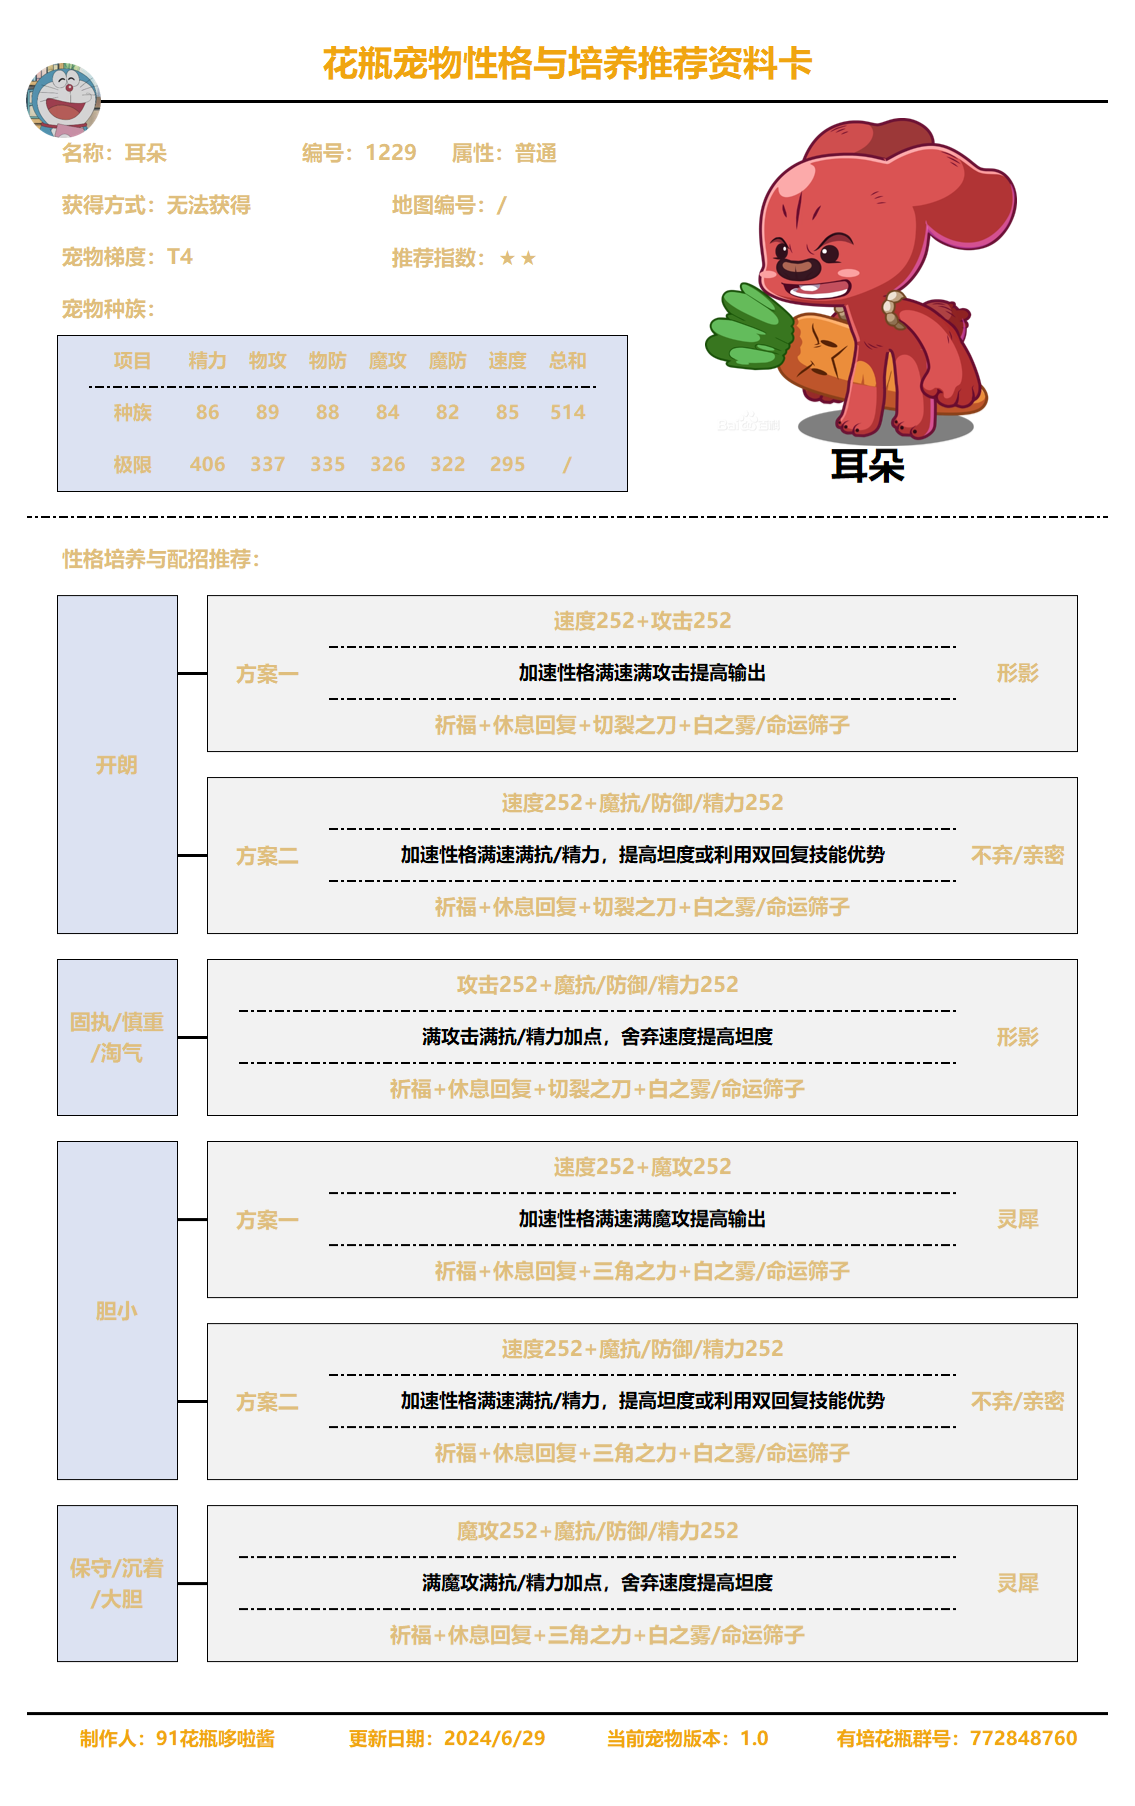 花瓶宠物性格与培养推荐资料卡
名称：耳朵 编号：1229 属性：普通
获得方式：无法获得 地图编号：/
宠物梯度：T4 推荐指数：★★
宠物种族：
项目 精力 物攻 物防 魔攻 魔防 速度 总和
种族 86 89 88 84 82 85 514
极限 406 337 335 326 322 295 /
耳朵
性格培养与配招推荐：
开朗
方案一
速度252+攻击252
加速性格满速满攻击提高输出
祈福+休息回复+切裂之刀+白之雾/命运筛子
形影
方案二
速度252+魔抗/防御/精力252
加速性格满速满抗/精力，提高坦度或利用双回复技能优势
祈福+休息回复+切裂之刀+白之雾/命运筛子
不弃/亲密
固执/慎重
/淘气
攻击252+魔抗/防御/精力252
满攻击满抗/精力加点，舍弃速度提高坦度
祈福+休息回复+切裂之刀+白之雾/命运筛子
形影
胆小
方案一
速度252+魔攻252
加速性格满速满魔攻提高输出
祈福+休息回复+三角之力+白之雾/命运筛子
灵犀
方案二
速度252+魔抗/防御/精力252
加速性格满速满抗/精力，提高坦度或利用双回复技能优势
祈福+休息回复+三角之力+白之雾/命运筛子
不弃/亲密
保守/沉着
/大胆
魔攻252+魔抗/防御/精力252
满魔攻满抗/精力加点，舍弃速度提高坦度
祈福+休息回复+三角之力+白之雾/命运筛子
灵犀
制作人：91花瓶哆啦酱 更新日期：2024/6/29 当前宠物版本：1.0 有培花瓶群号：772848760